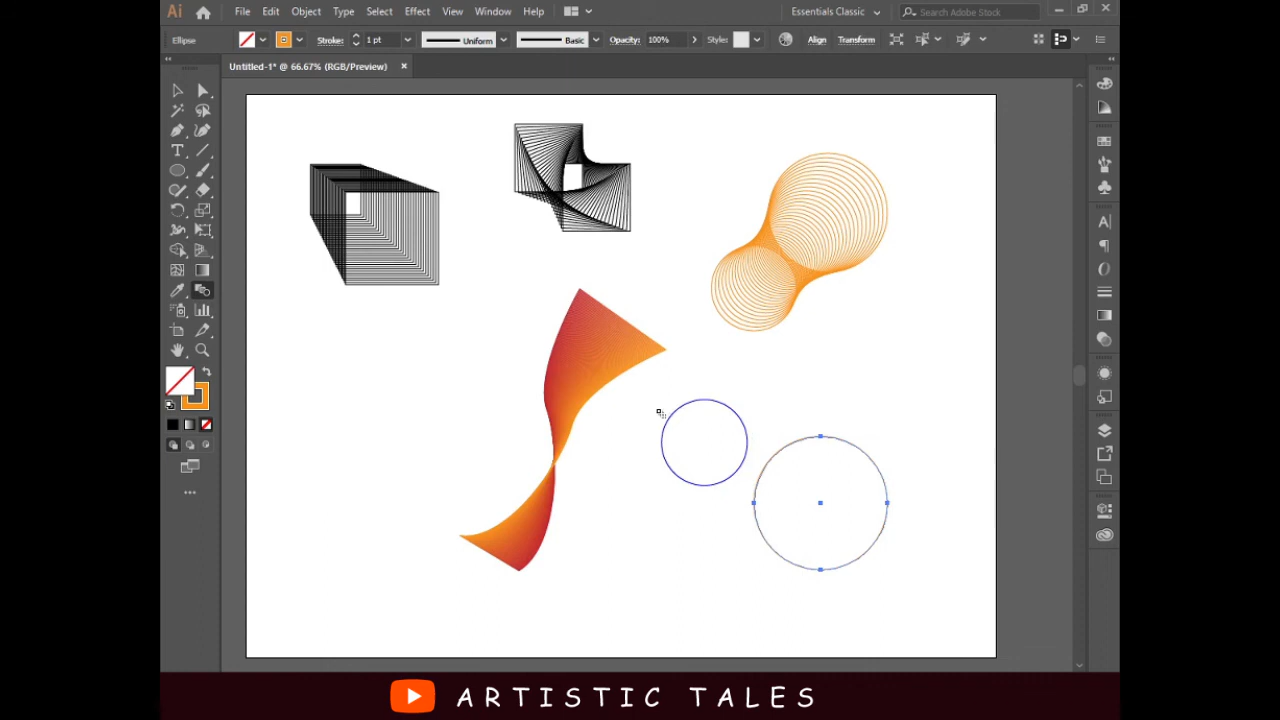 Ai File Edit Object Type Select Effect View Window Help Essentials Classic Search Adobe Stock
Ellipse Stroke: 1 pt Uniform Basic Opacity: 100% Style: Align Transform
Untitled-1* @ 66.67% (RGB/Preview)
ARTISTIC TALES